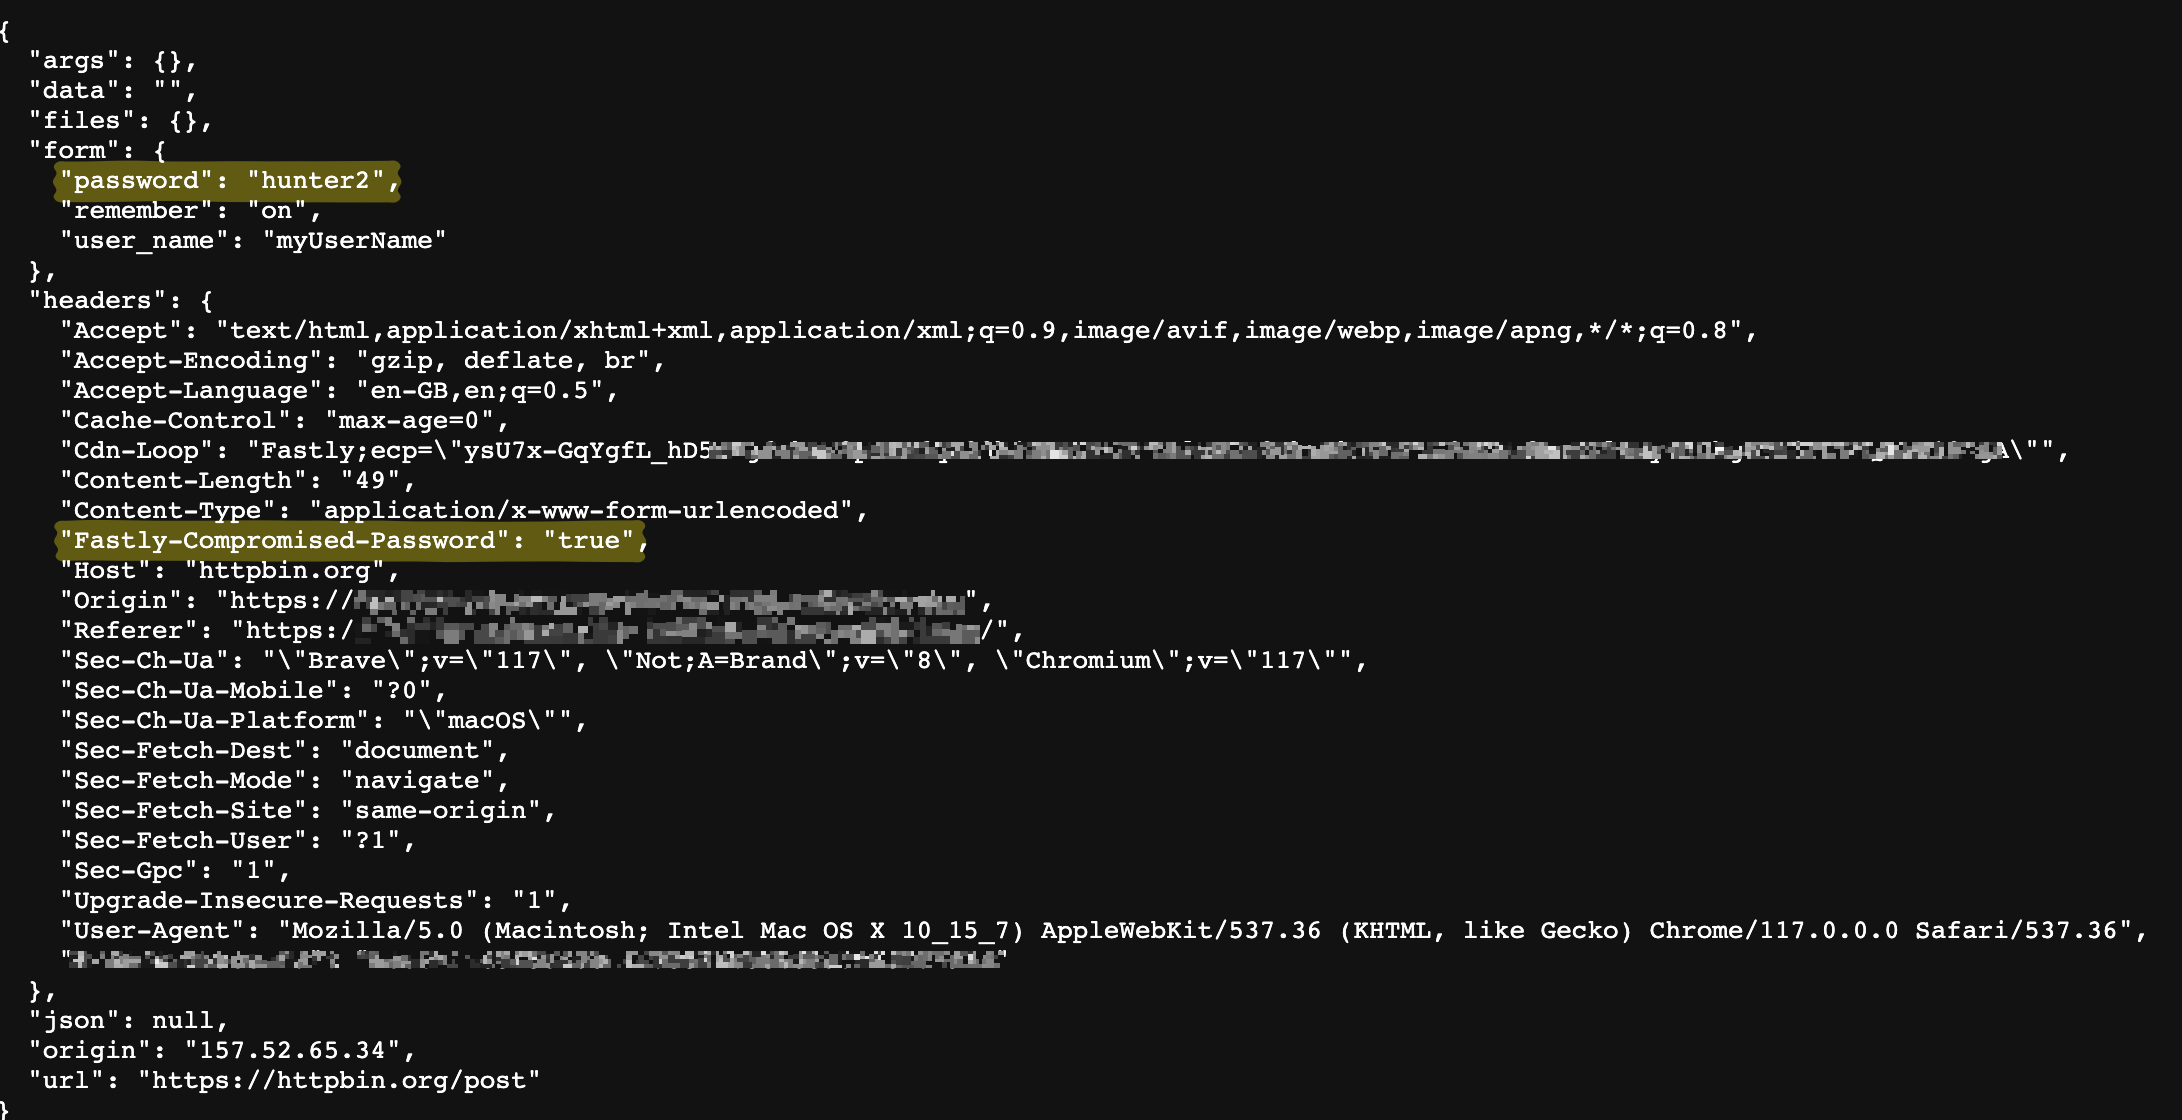 {
  "args": {},
  "data": "",
  "files": {},
  "form": {
    "password": "hunter2",
    "remember": "on",
    "user_name": "myUserName"
  },
  "headers": {
    "Accept": "text/html,application/xhtml+xml,application/xml;q=0.9,image/avif,image/webp,image/apng,*/*;q=0.8",
    "Accept-Encoding": "gzip, deflate, br",
    "Accept-Language": "en-GB,en;q=0.5",
    "Cache-Control": "max-age=0",
    "Cdn-Loop": "Fastly;ecp=\"ysU7x-GqYgfL_hD5 \"",
    "Content-Length": "49",
    "Content-Type": "application/x-www-form-urlencoded",
    "Fastly-Compromised-Password": "true",
    "Host": "httpbin.org",
    "Origin": "https:// ",
    "Referer": "https:/ /",
    "Sec-Ch-Ua": "\"Brave\";v=\"117\", \"Not;A=Brand\";v=\"8\", \"Chromium\";v=\"117\"",
    "Sec-Ch-Ua-Mobile": "?0",
    "Sec-Ch-Ua-Platform": "\"macOS\"",
    "Sec-Fetch-Dest": "document",
    "Sec-Fetch-Mode": "navigate",
    "Sec-Fetch-Site": "same-origin",
    "Sec-Fetch-User": "?1",
    "Sec-Gpc": "1",
    "Upgrade-Insecure-Requests": "1",
    "User-Agent": "Mozilla/5.0 (Macintosh; Intel Mac OS X 10_15_7) AppleWebKit/537.36 (KHTML, like Gecko) Chrome/117.0.0.0 Safari/537.36",
  },
  "json": null,
  "origin": "157.52.65.34",
  "url": "https://httpbin.org/post"
}